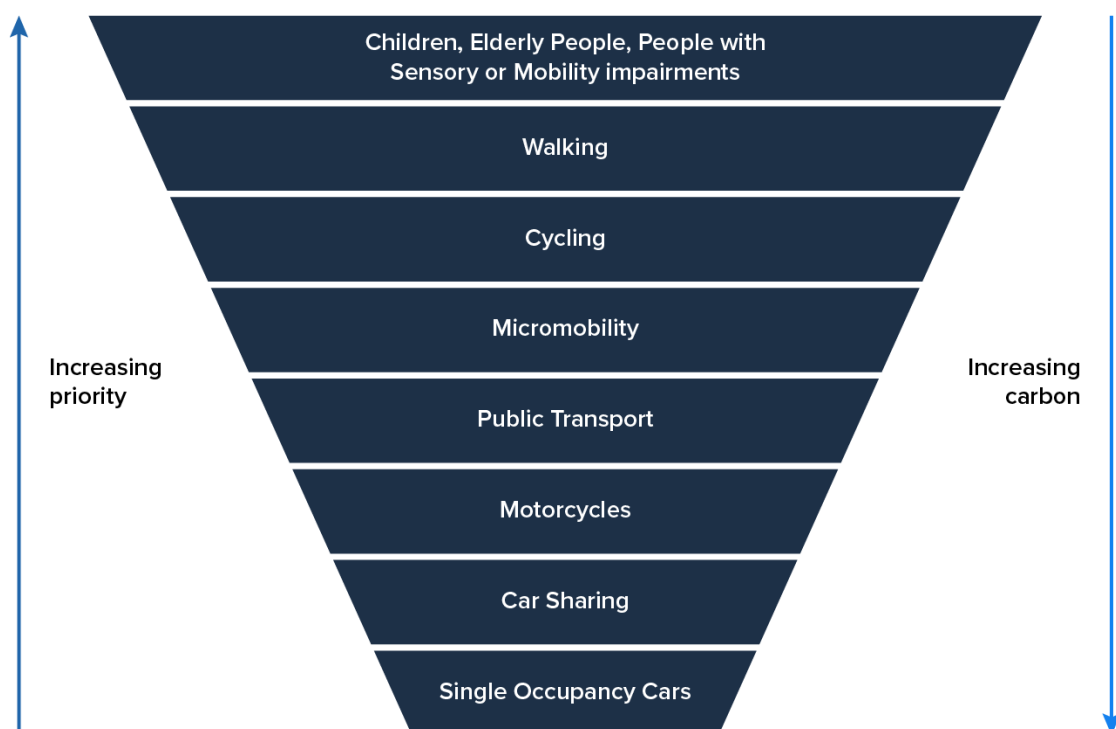 Children, Elderly People, People with
Sensory or Mobility impairments
Walking
Cycling
Micromobility
Increasing
priority
Increasing
carbon
Public Transport
Motorcycles
Car Sharing
Single Occupancy Cars